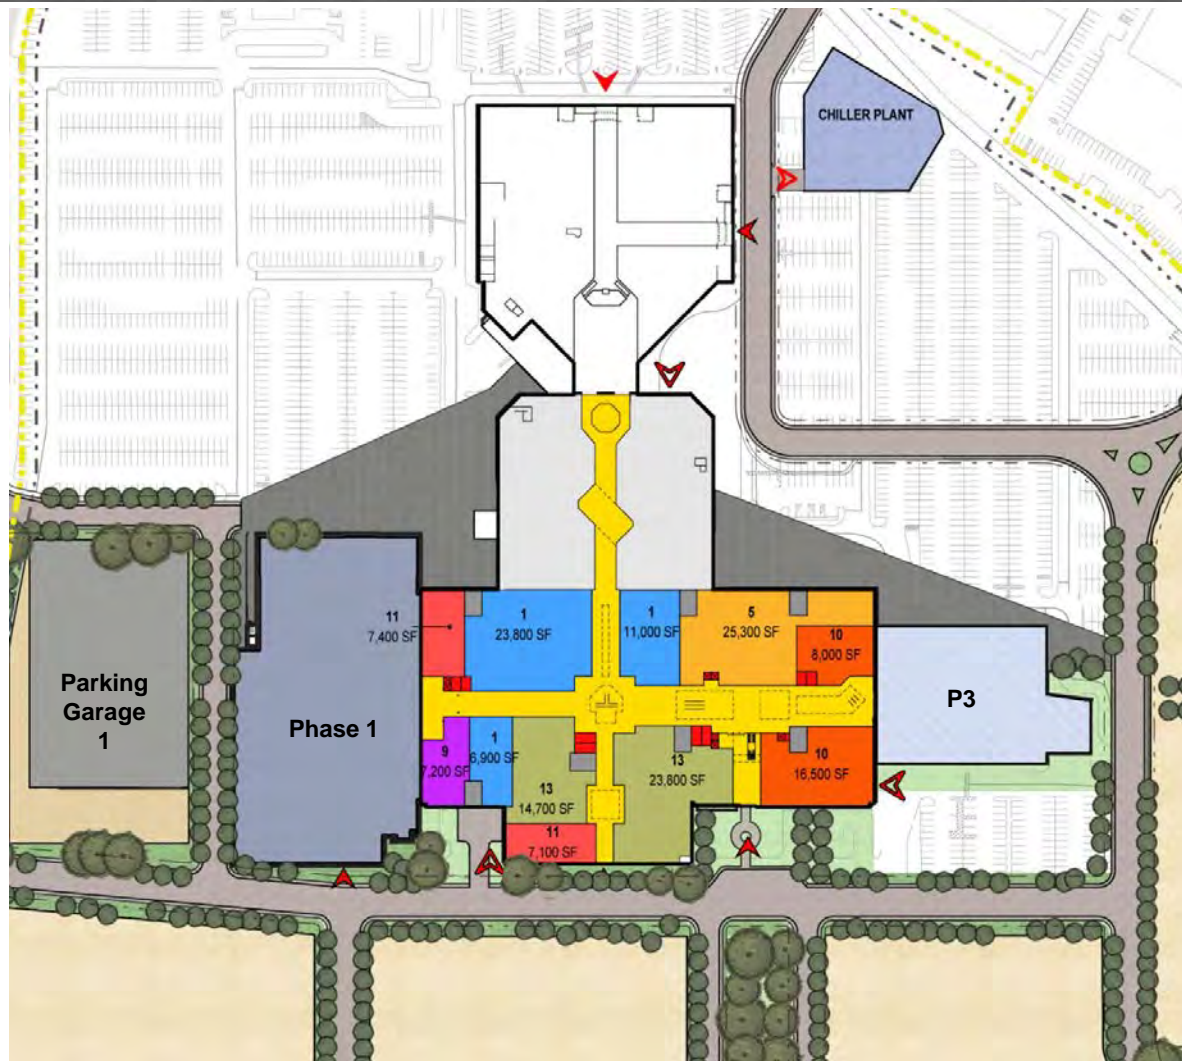 CHILLER PLANT
11
7,400 SF
1
23,800 SF
1
11,000 SF
5
25,300 SF
10
8,000 SF
Parking
Garage
1
Phase 1
P3
9
7,200 SF
1
6,900 SF
13
14,700 SF
13
23,800 SF
10
16,500 SF
11
7,100 SF